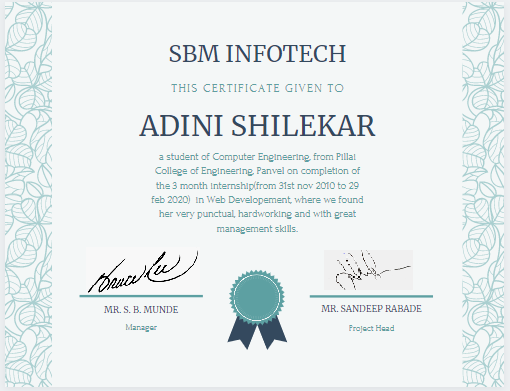 SBM INFOTECH
THIS CERTIFICATE GIVEN TO
ADINI SHILEKAR
a student of Computer Engineering, from Pillai
College of Engineering, Panvel on completion of
the 3 month internship(from 31st nov 2010 to 29
feb 2020) in Web Developement, where we found
her very punctual, hardworking and with great
management skills.
MR. S. B. MUNDE
Manager
MR. SANDEEP RABADE
Project Head